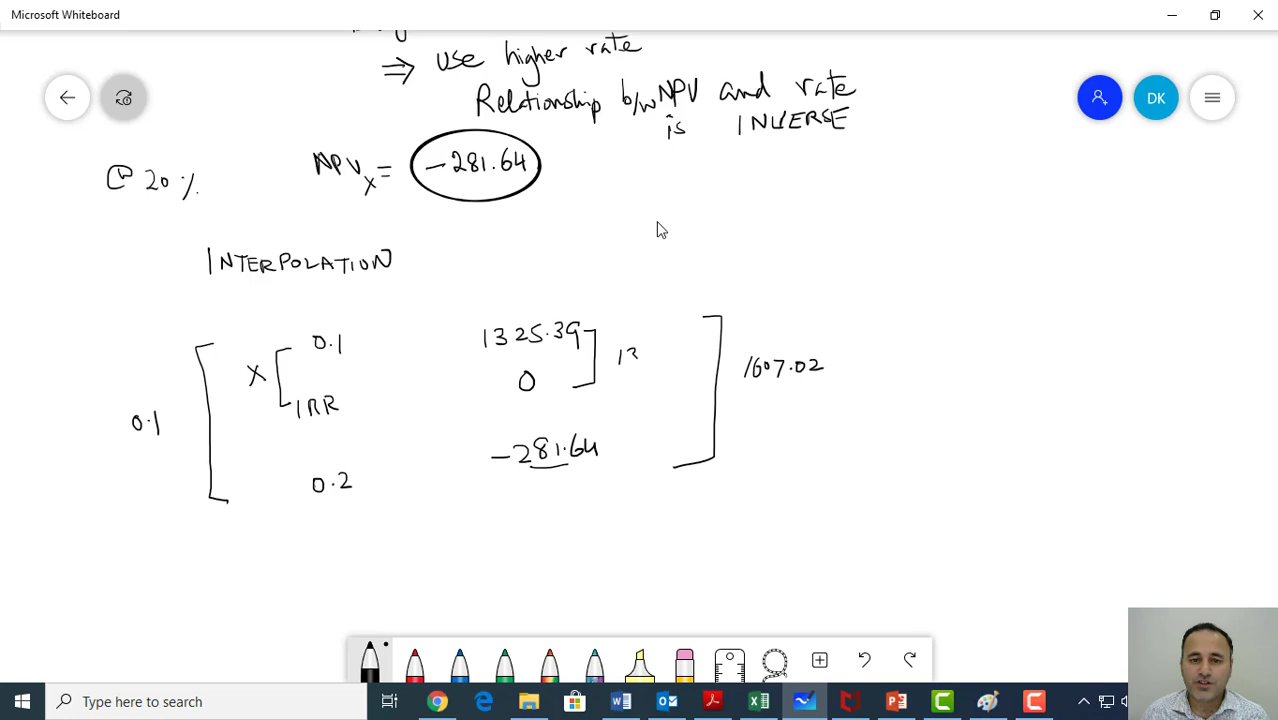 Microsoft Whiteboard
DK
⇒ use higher rate
Relationship b/w NPV and rate
is INVERSE
@ 20 %.
NPVx = -281.64
INTERPOLATION
0.1
X
0.1
IRR
0.2
1325.39
0
-281.64
13
1607.02
Type here to search